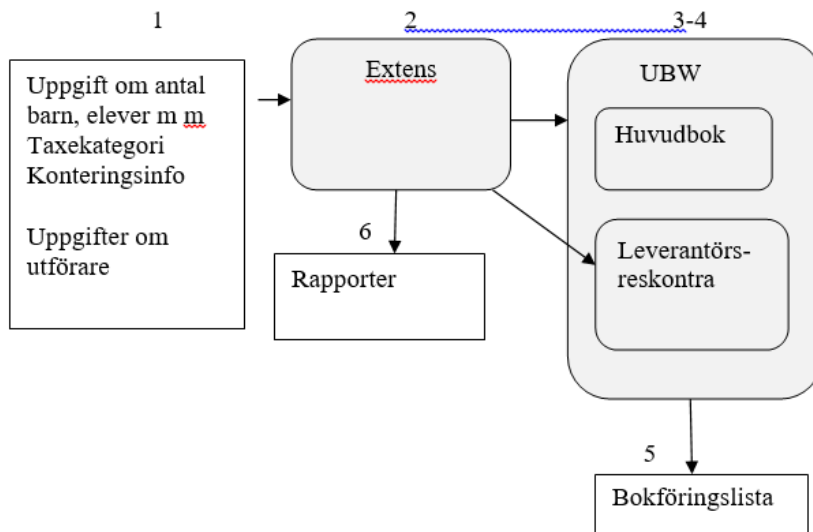 1
2
3-4
Uppgift om antal
barn, elever m m
Taxekategori
Konteringsinfo
Uppgifter om
utförare
Extens
UBW
Huvudbok
Leverantörs-
reskontra
6
Rapporter
5
Bokföringslista